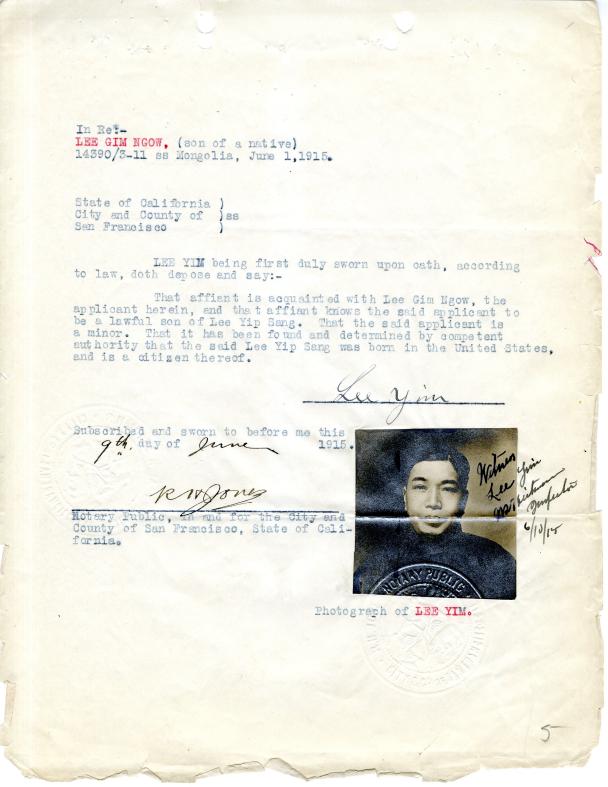 In Re:-
LEE GIM NGOW, (son of a native)
14390/3-11 ss Mongolia, June 1,1915.
State of California )
City and County of )ss
San Francisco )
LEE YIM being first duly sworn upon oath, according
to law, doth depose and say:-
That affiant is acquainted with Lee Gim Ngow, the
applicant herein, and that affiant knows the said applicant to
be a lawful son of Lee Yip Sang. That the said applicant is
a minor. That it has been found and determined by competent
authority that the said Lee Yip Sang was born in the United States,
and is a citizen thereof.
Lee Yim
Subscribed and sworn to before me this
9th. day of June 1915.
R W Jones
Notary Public, in and for the City and
County of San Francisco, State of Cali-
fornia.
Witness
Lee Yim
Inspector
6/10/15
NOTARY PUBLIC
Photograph of LEE YIM.
5